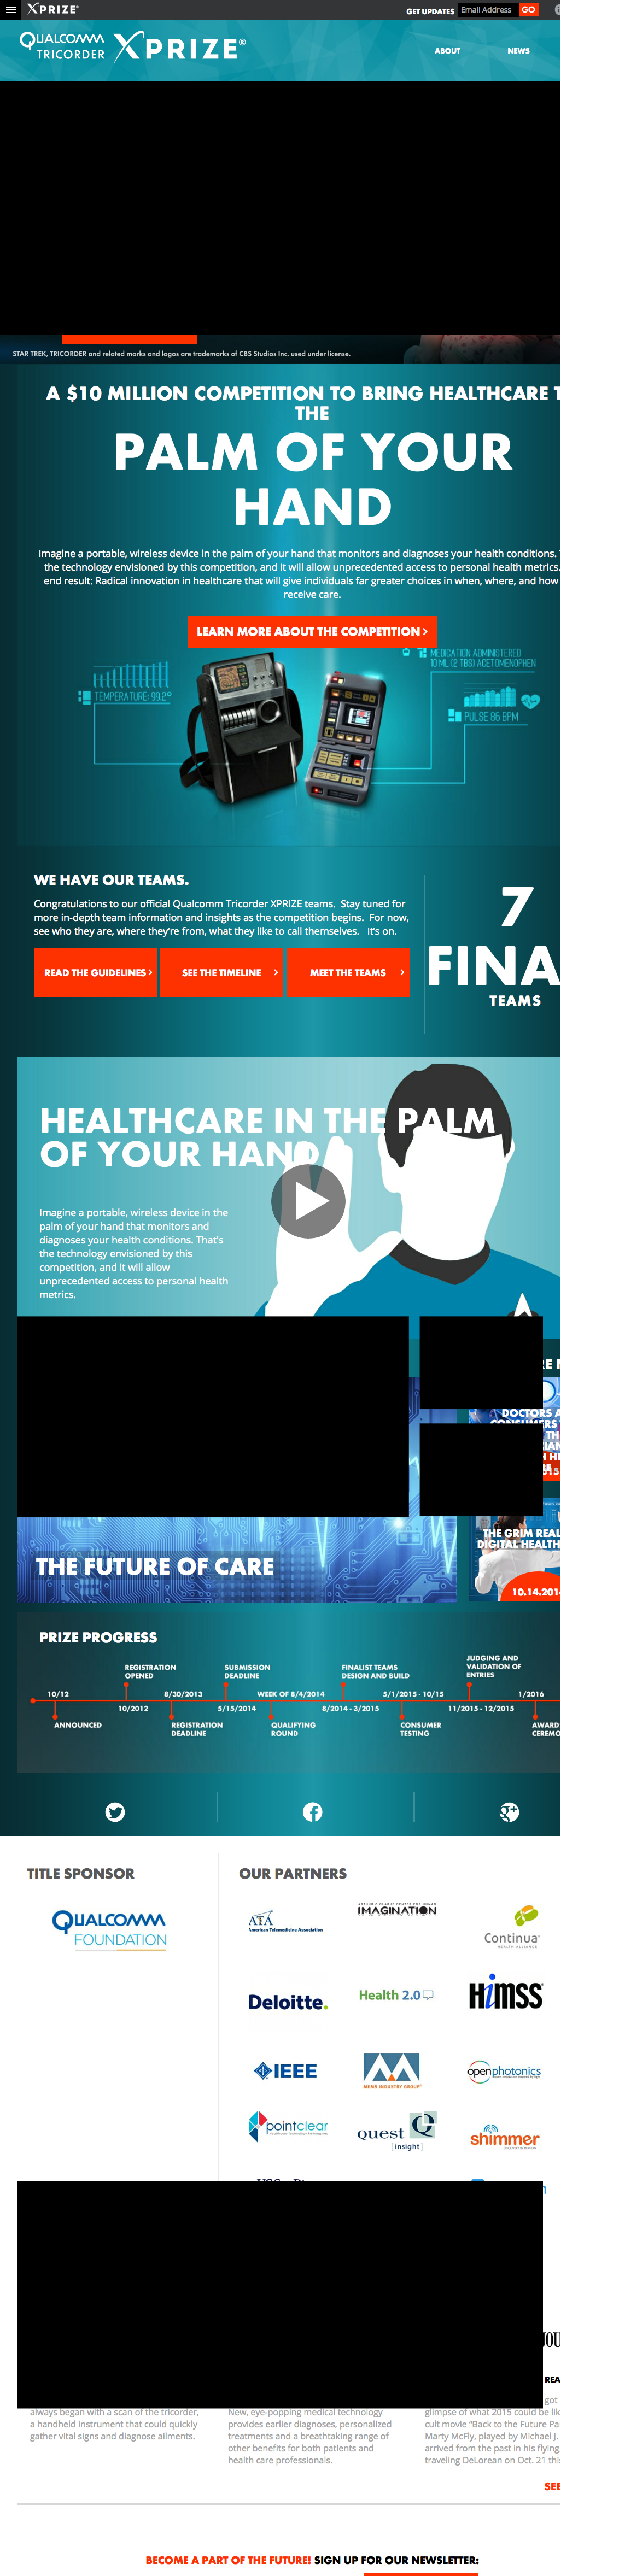 XPRIZE
GET UPDATES
Email Address
GO
QUALCOMM
TRICORDER
XPRIZE®
ABOUT
NEWS
STAR TREK, TRICORDER and related marks and logos are trademarks of CBS Studios Inc. used under license.
A $10 MILLION COMPETITION TO BRING HEALTHCARE
THE
PALM OF YOUR
HAND
Imagine a portable, wireless device in the palm of your hand that monitors and diagnoses your health conditions.
the technology envisioned by this competition, and it will allow unprecedented access to personal health metrics.
end result: Radical innovation in healthcare that will give individuals far greater choices in when, where, and how
receive care.
LEARN MORE ABOUT THE COMPETITION
MEDICATION ADMINISTERED
10 ML (2 TBS) ACETOMENOPHEN
TEMPERATURE: 99.2°
PULSE 86 BPM
WE HAVE OUR TEAMS.
Congratulations to our official Qualcomm Tricorder XPRIZE teams. Stay tuned for
more in-depth team information and insights as the competition begins. For now,
see who they are, where they're from, what they like to call themselves. It's on.
READ THE GUIDELINES
SEE THE TIMELINE
MEET THE TEAMS
7
FINA
TEAMS
HEALTHCARE IN THE PALM
OF YOUR HAND
Imagine a portable, wireless device in the
palm of your hand that monitors and
diagnoses your health conditions. That's
the technology envisioned by this
competition, and it will allow
unprecedented access to personal health
metrics.
DOCTORS
THE GRIM REAL
DIGITAL HEALTH
10.14.201
THE FUTURE OF CARE
PRIZE PROGRESS
10/12
ANNOUNCED
REGISTRATION
OPENED
10/2012
8/30/2013
REGISTRATION
DEADLINE
SUBMISSION
DEADLINE
5/15/2014
WEEK OF 8/4/2014
QUALIFYING
ROUND
FINALIST TEAMS
DESIGN AND BUILD
8/2014 - 3/2015
5/1/2015 - 10/15
CONSUMER
TESTING
JUDGING AND
VALIDATION OF
ENTRIES
11/2015 - 12/2015
1/2016
AWARD
CEREMO
TITLE SPONSOR
QUALCOMM
FOUNDATION
OUR PARTNERS
ATA
American Telemedicine Association
ARTHUR C. CLARKE CENTER FOR HUMAN
IMAGINATION
Continua
HEALTH ALLIANCE
Deloitte.
Health 2.0
HiMSS
IEEE
MEMS INDUSTRY GROUP
openphotonics
pointclear
quest
[insight]
shimmer
REA
always began with a scan of the tricorder,
a handheld instrument that could quickly
gather vital signs and diagnose ailments.
New, eye-popping medical technology
provides earlier diagnoses, personalized
treatments and a breathtaking range of
other benefits for both patients and
health care professionals.
got
glimpse of what 2015 could be lik
cult movie "Back to the Future Pa
Marty McFly, played by Michael J.
arrived from the past in his flying
traveling DeLorean on Oct. 21 thi
SEE
BECOME A PART OF THE FUTURE! SIGN UP FOR OUR NEWSLETTER: